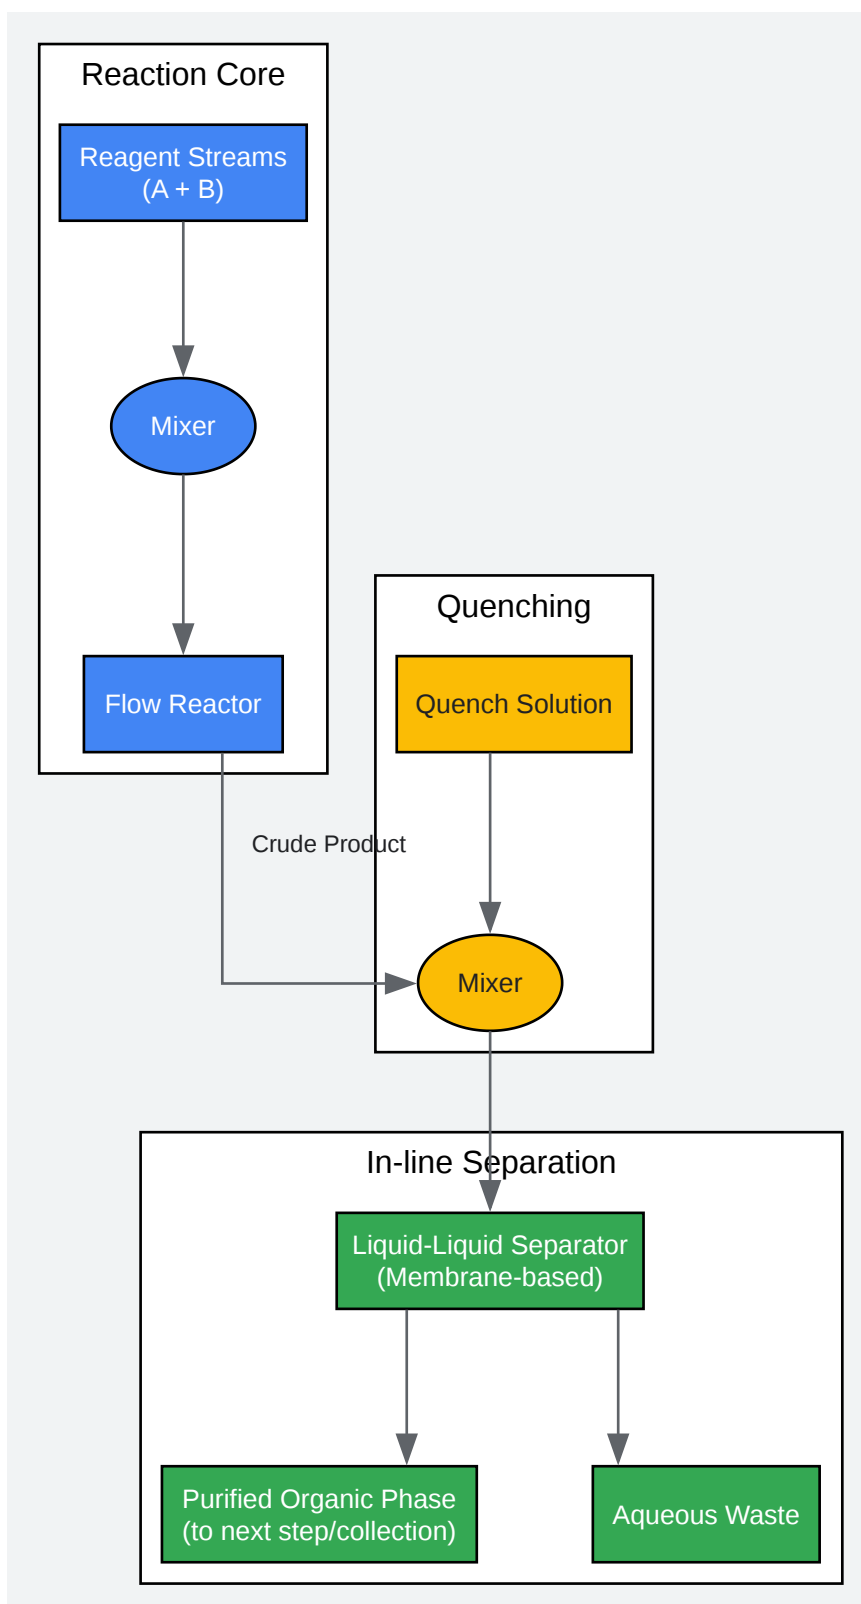 Reaction Core
Reagent Streams
(A + B)
Mixer
Flow Reactor
Quenching
Quench Solution
Crude Product
Mixer
In-line Separation
Liquid-Liquid Separator
(Membrane-based)
Purified Organic Phase
(to next step/collection)
Aqueous Waste